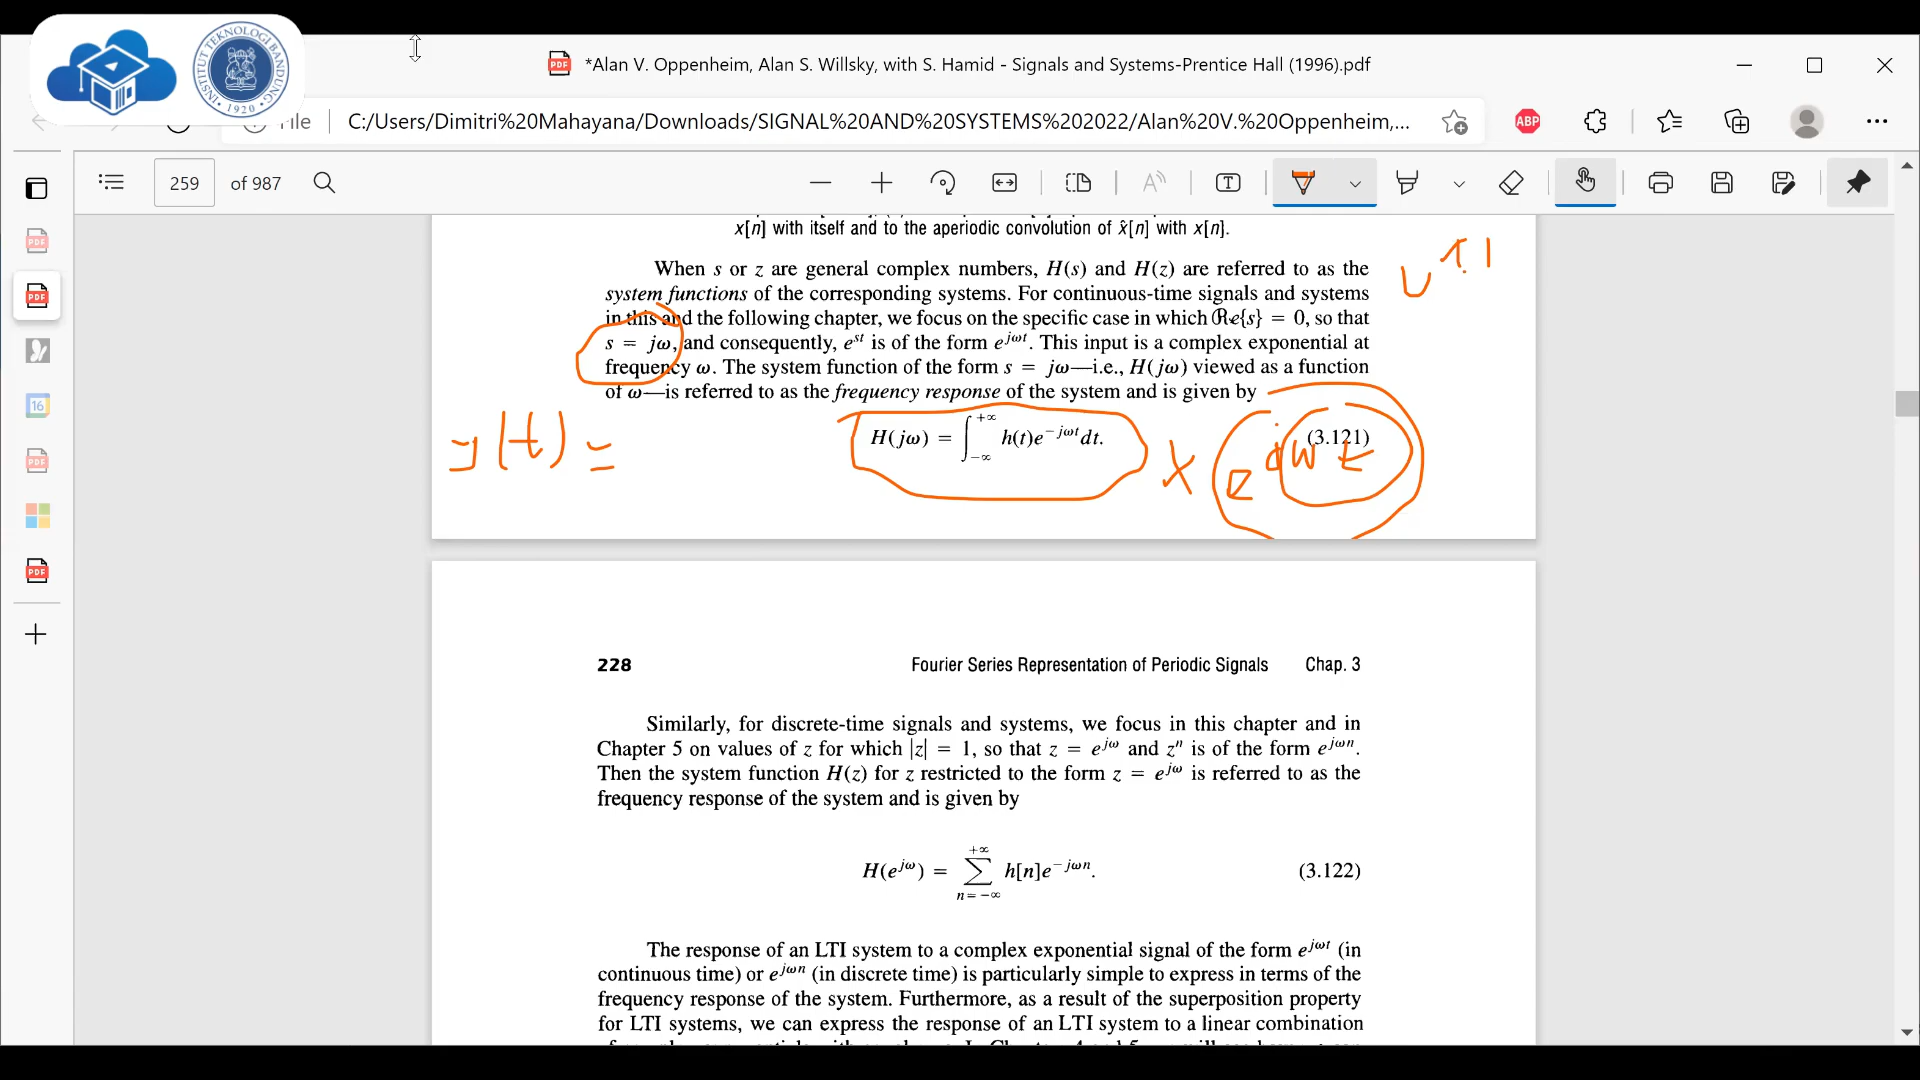 *Alan V. Oppenheim, Alan S. Willsky, with S. Hamid - Signals and Systems-Prentice Hall (1996).pdf
INSTITUT TEKNOLOGI BANDUNG
1920
File
C:/Users/Dimitri%20Mahayana/Downloads/SIGNAL%20AND%20SYSTEMS%202022/Alan%20V.%20Oppenheim,...
ABP
259 of 987
x[n] with itself and to the aperiodic convolution of x̂[n] with x[n].
When s or z are general complex numbers, H(s) and H(z) are referred to as the
system functions of the corresponding systems. For continuous-time signals and systems
in this and the following chapter, we focus on the specific case in which ℜe{s} = 0, so that
s = jω, and consequently, e^{st} is of the form e^{jωt}. This input is a complex exponential at
frequency ω. The system function of the form s = jω—i.e., H(jω) viewed as a function
of ω—is referred to as the frequency response of the system and is given by
y(t) = H(jω) = ∫_{-∞}^{+∞} h(t)e^{-jωt}dt. (3.121)
x e^{jωt}
228 Fourier Series Representation of Periodic Signals Chap. 3
Similarly, for discrete-time signals and systems, we focus in this chapter and in
Chapter 5 on values of z for which |z| = 1, so that z = e^{jω} and z^n is of the form e^{jωn}.
Then the system function H(z) for z restricted to the form z = e^{jω} is referred to as the
frequency response of the system and is given by
H(e^{jω}) = ∑_{n=-∞}^{+∞} h[n]e^{-jωn}. (3.122)
The response of an LTI system to a complex exponential signal of the form e^{jωt} (in
continuous time) or e^{jωn} (in discrete time) is particularly simple to express in terms of the
frequency response of the system. Furthermore, as a result of the superposition property
for LTI systems, we can express the response of an LTI system to a linear combination